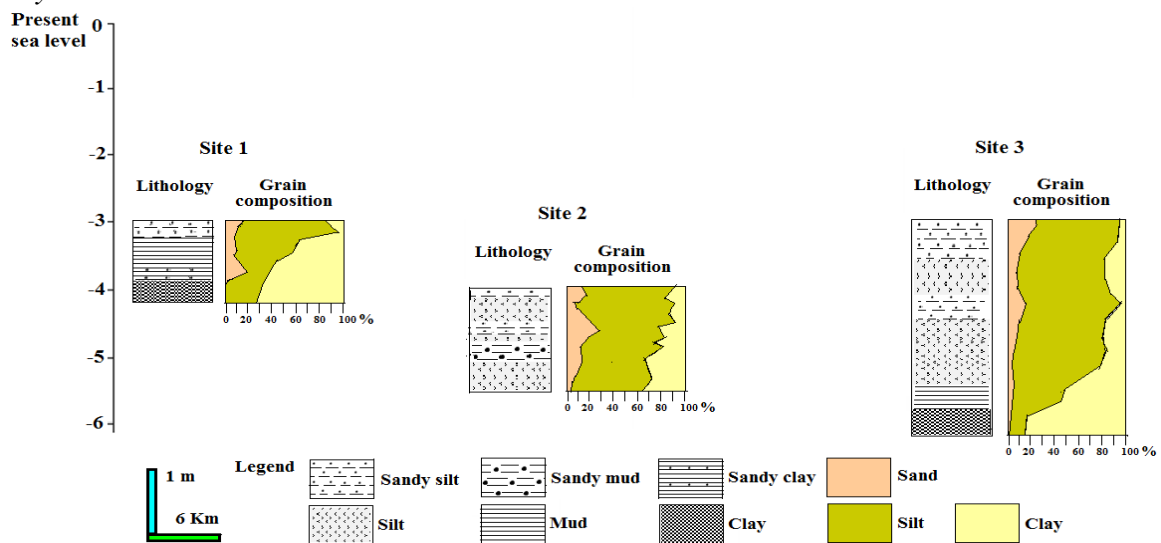 Present
sea level
0
-1
-2
-3
-4
-5
-6
Site 1
Lithology
Grain
composition
0 20 40 60 80 100 %
Site 2
Lithology
Grain
composition
0 20 40 60 80 100 %
Site 3
Lithology
Grain
composition
0 20 40 60 80 100 %
1 m
6 Km
Legend
Sandy silt
Sandy mud
Sandy clay
Sand
Silt
Mud
Clay
Silt
Clay